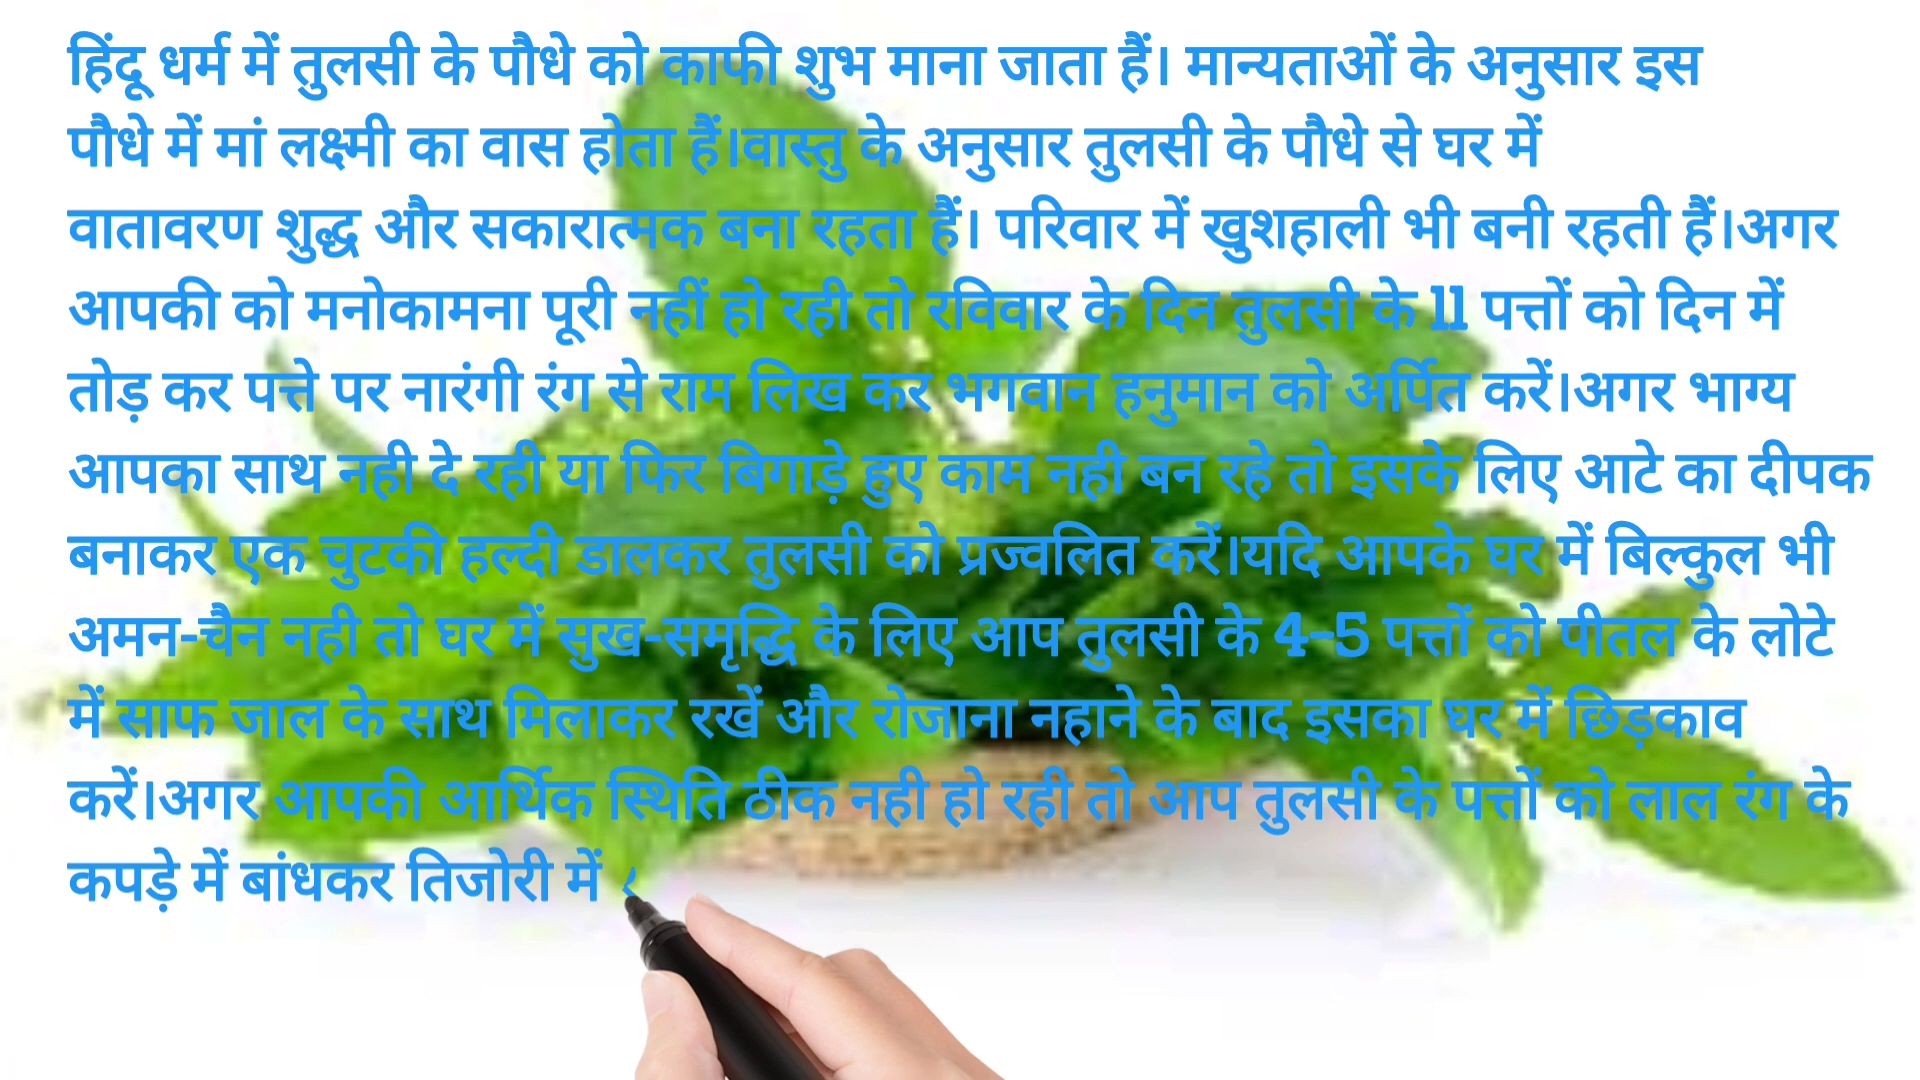 हिंदू धर्म में तुलसी के पौधे को काफी शुभ माना जाता हैं। मान्यताओं के अनुसार इस
पौधे में मां लक्ष्मी का वास होता हैं।वास्तु के अनुसार तुलसी के पौधे से घर में
वातावरण शुद्ध और सकारात्मक बना रहता हैं। परिवार में खुशहाली भी बनी रहती हैं।अगर
आपकी को मनोकामना पूरी नहीं हो रही तो रविवार के दिन तुलसी के 11 पत्तों को दिन में
तोड़ कर पत्ते पर नारंगी रंग से राम लिख कर भगवान हनुमान को अर्पित करें।अगर भाग्य
आपका साथ नही दे रही या फिर बिगाड़े हुए काम नही बन रहे तो इसके लिए आटे का दीपक
बनाकर एक चुटकी हल्दी डालकर तुलसी को प्रज्वलित करें।यदि आपके घर में बिल्कुल भी
अमन-चैन नही तो घर में सुख-समृद्धि के लिए आप तुलसी के 4-5 पत्तों को पीतल के लोटे
में साफ जाल के साथ मिलाकर रखें और रोजाना नहाने के बाद इसका घर में छिड़काव
करें।अगर आपकी आर्थिक स्थिति ठीक नही हो रही तो आप तुलसी के पत्तों को लाल रंग के
कपड़े में बांधकर तिजोरी में